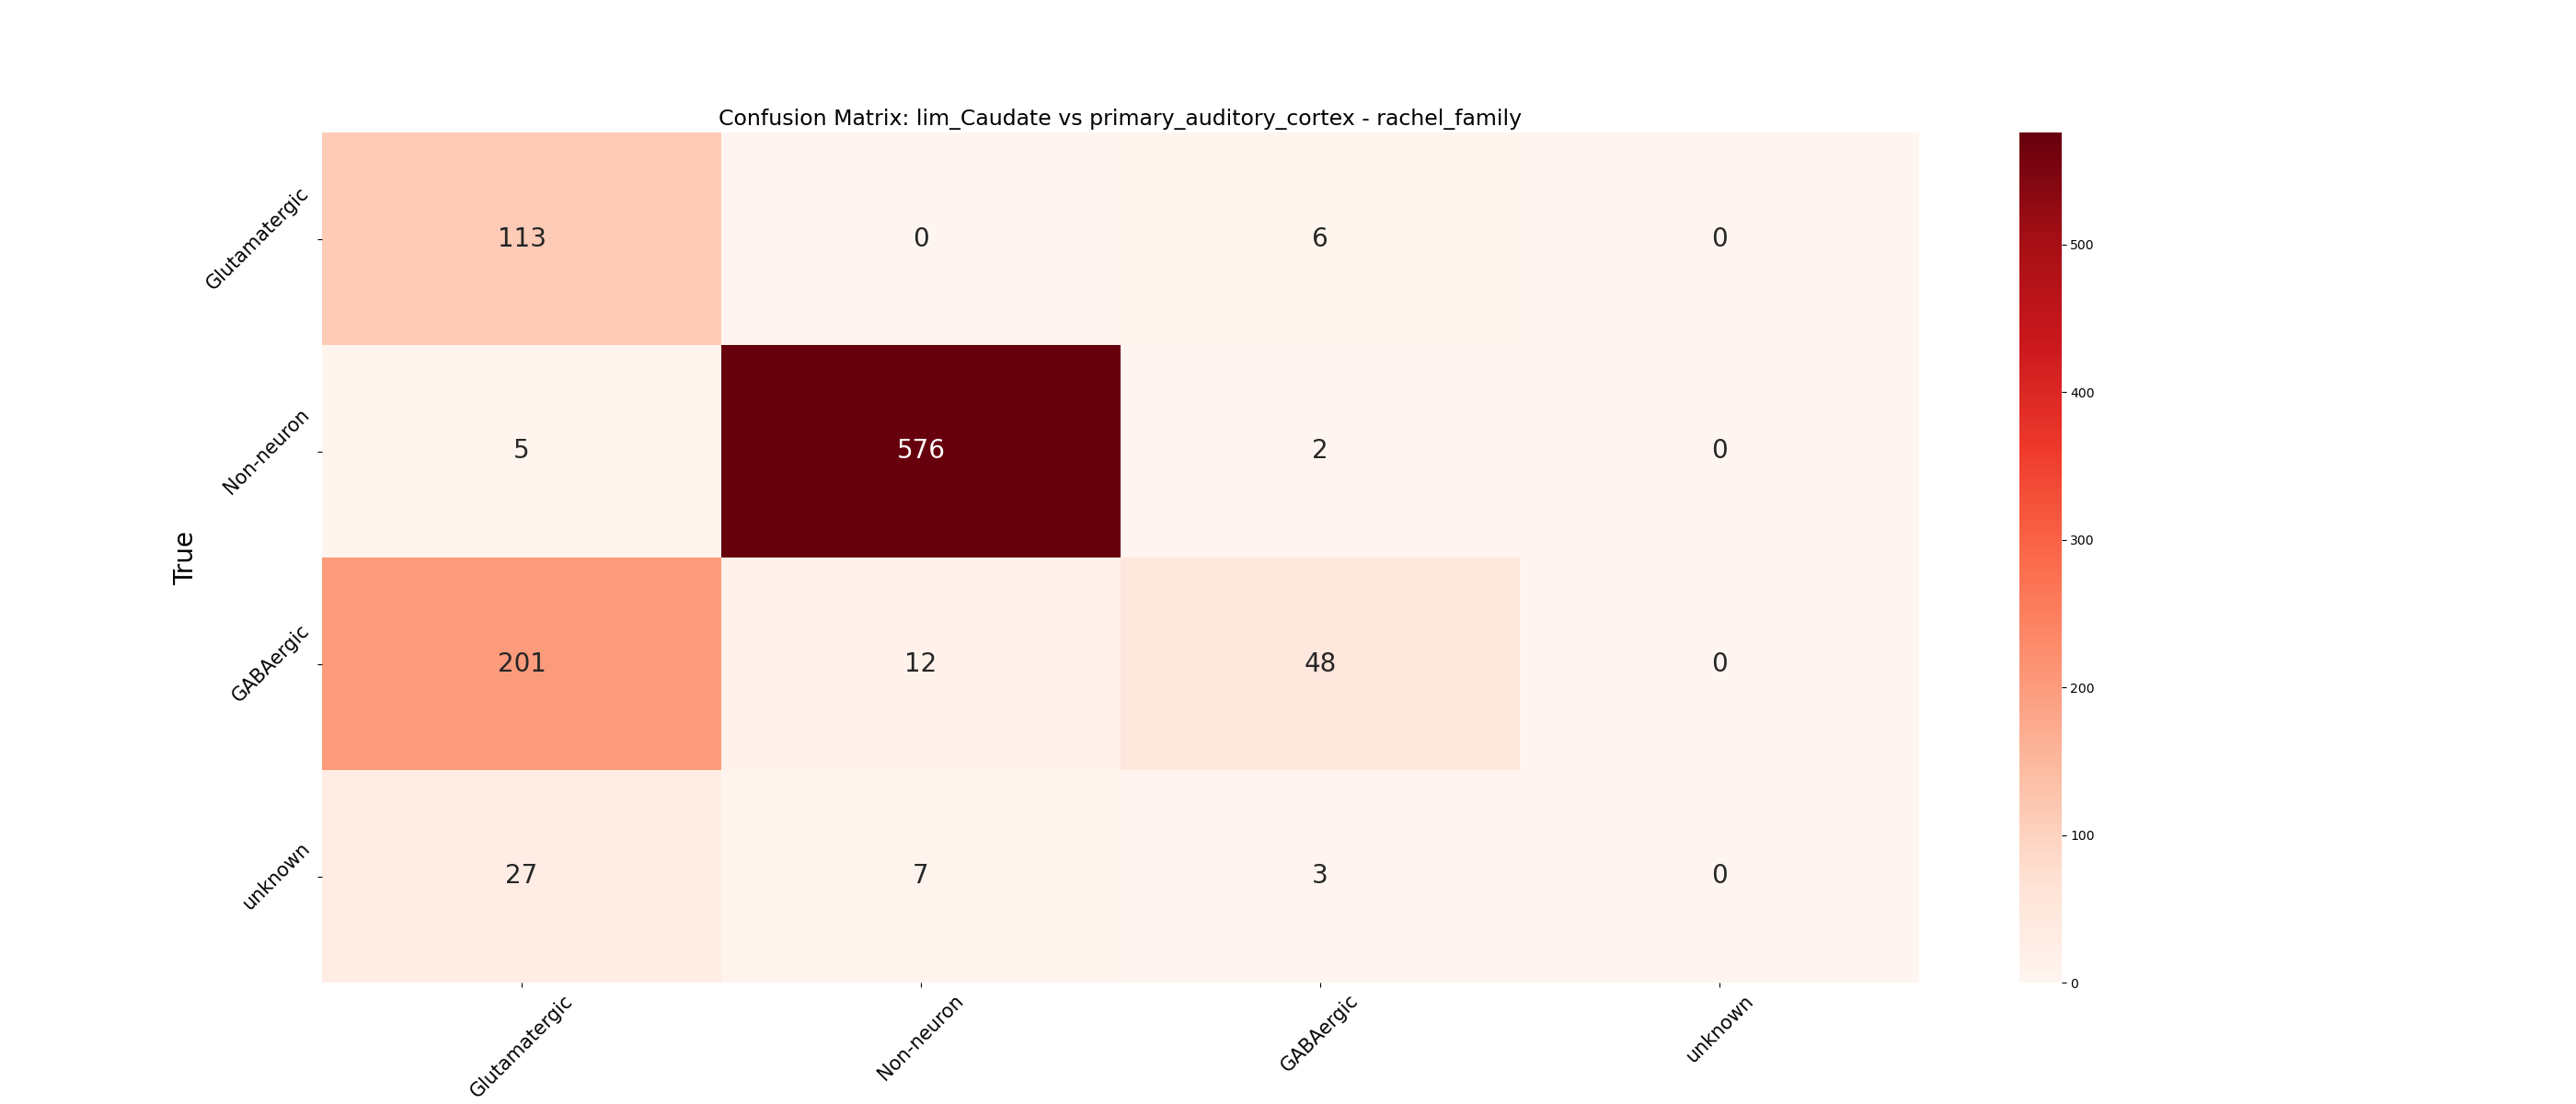 Confusion Matrix: lim_Caudate vs primary_auditory_cortex - rachel_family
True
Glutamatergic 113 0 6 0
Non-neuron 5 576 2 0
GABAergic 201 12 48 0
unknown 27 7 3 0
Glutamatergic Non-neuron GABAergic unknown
500
400
300
200
100
0